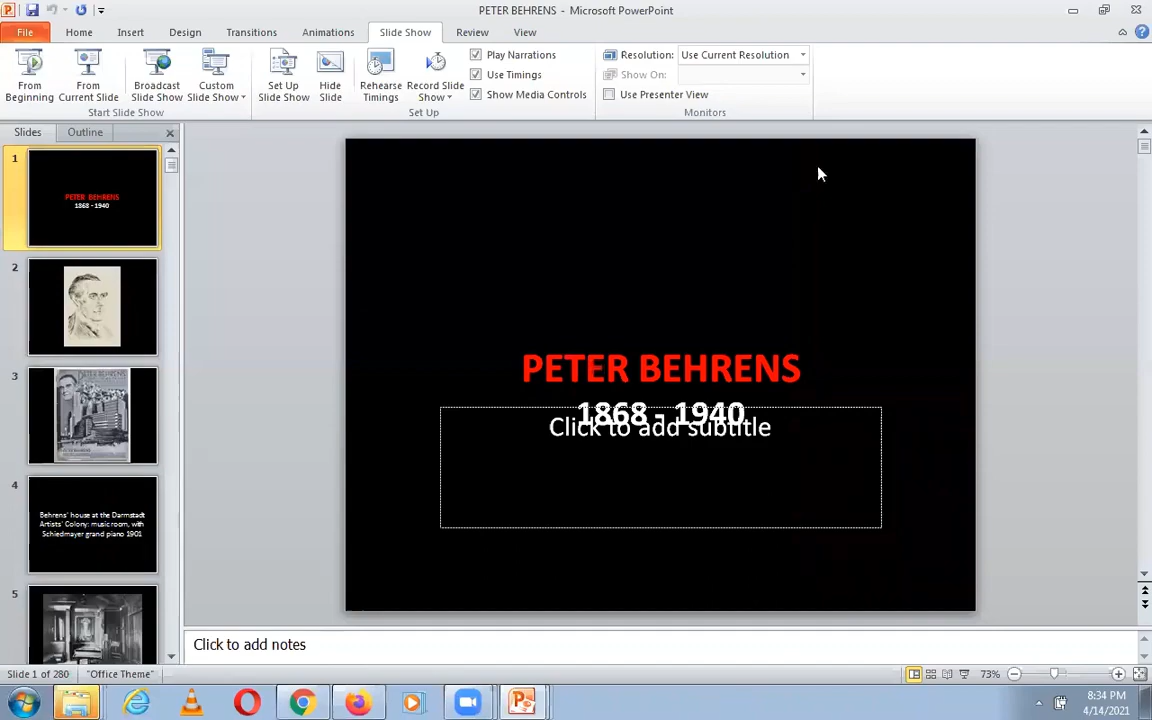 PETER BEHRENS - Microsoft PowerPoint
File Home Insert Design Transitions Animations Slide Show Review View
From Beginning
From Current Slide
Broadcast Slide Show
Custom Slide Show
Start Slide Show
Set Up Slide Show
Hide Slide
Rehearse Timings
Record Slide Show
Play Narrations
Use Timings
Show Media Controls
Set Up
Resolution: Use Current Resolution
Show On:
Use Presenter View
Monitors
Slides Outline
1
PETER BEHRENS
1868 - 1940
2
3
4
Behrens' house at the Darmstadt
Artists' Colony: music room, with
Schiedmayer grand piano 1901
5
PETER BEHRENS
1868 - 1940
Click to add subtitle
Click to add notes
Slide 1 of 280 "Office Theme" 73%
8:34 PM
4/14/2021